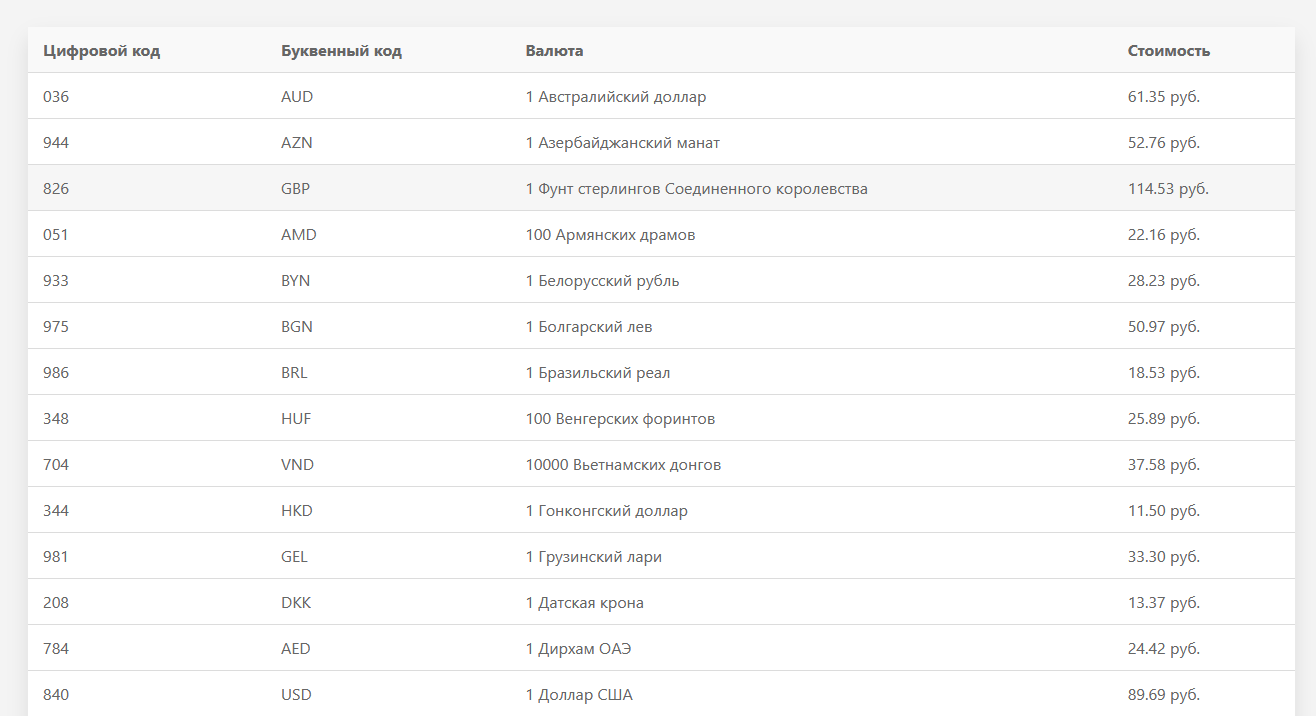 Цифровой код Буквенный код Валюта Стоимость
036 AUD 1 Австралийский доллар 61.35 руб.
944 AZN 1 Азербайджанский манат 52.76 руб.
826 GBP 1 Фунт стерлингов Соединенного королевства 114.53 руб.
051 AMD 100 Армянских драмов 22.16 руб.
933 BYN 1 Белорусский рубль 28.23 руб.
975 BGN 1 Болгарский лев 50.97 руб.
986 BRL 1 Бразильский реал 18.53 руб.
348 HUF 100 Венгерских форинтов 25.89 руб.
704 VND 10000 Вьетнамских донгов 37.58 руб.
344 HKD 1 Гонконгский доллар 11.50 руб.
981 GEL 1 Грузинский лари 33.30 руб.
208 DKK 1 Датская крона 13.37 руб.
784 AED 1 Дирхам ОАЭ 24.42 руб.
840 USD 1 Доллар США 89.69 руб.